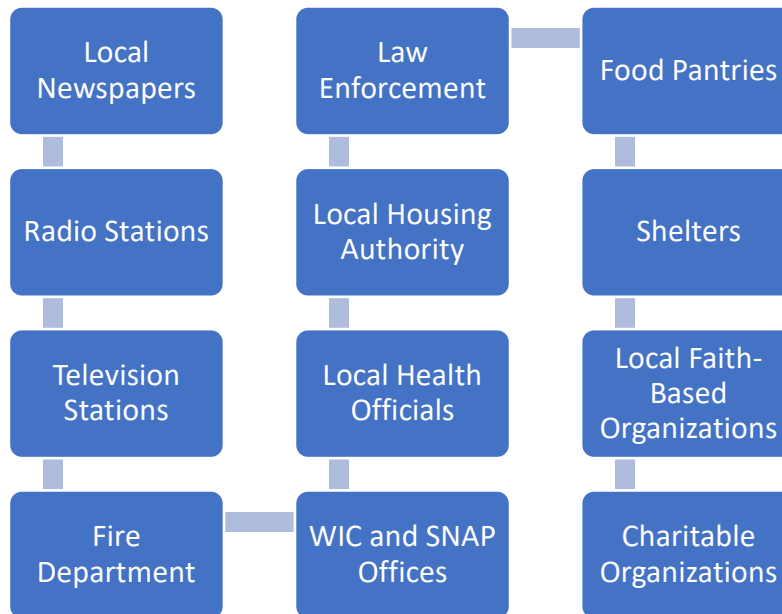 Local
Newspapers
Radio Stations
Television
Stations
Fire
Department
WIC and SNAP
Offices
Local Health
Officials
Local Housing
Authority
Law
Enforcement
Food Pantries
Shelters
Local Faith-
Based
Organizations
Charitable
Organizations